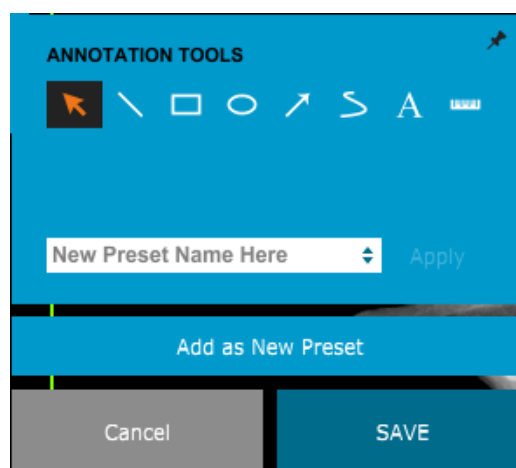 ANNOTATION TOOLS
A
New Preset Name Here
Apply
Add as New Preset
Cancel
SAVE